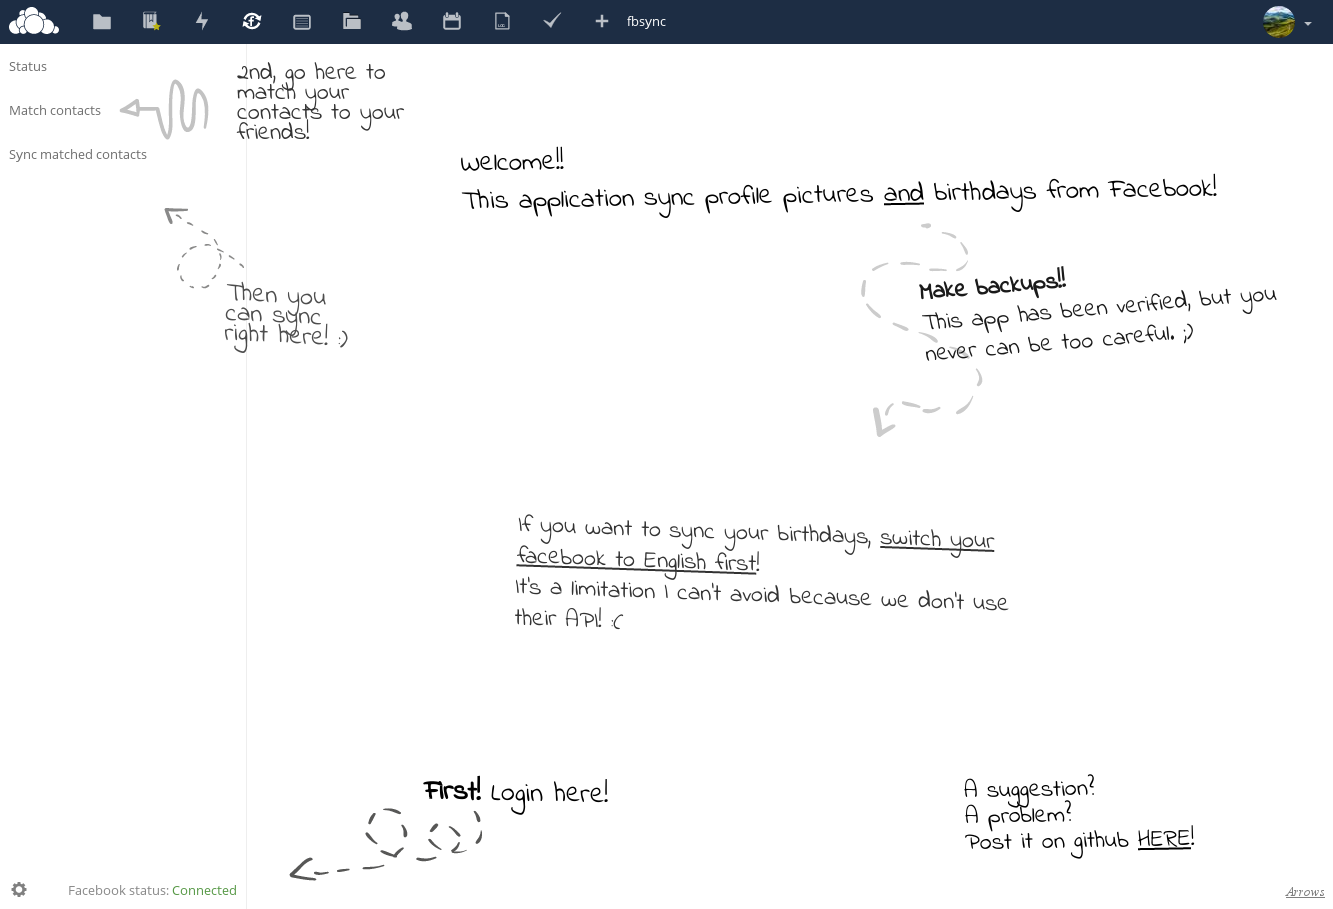 fbsync
Status
Match contacts
Sync matched contacts
2nd, go here to
match your
contacts to your
friends!
Welcome!!
This application sync profile pictures and birthdays from Facebook!
Then you
can sync
right here! :)
Make backups!!
This app has been verified, but you
never can be too careful. ;)
If you want to sync your birthdays, switch your
facebook to English first!
It's a limitation I can't avoid because we don't use
their API! :(
First! Login here!
A suggestion?
A problem?
Post it on github HERE!
Facebook status: Connected
Arrows